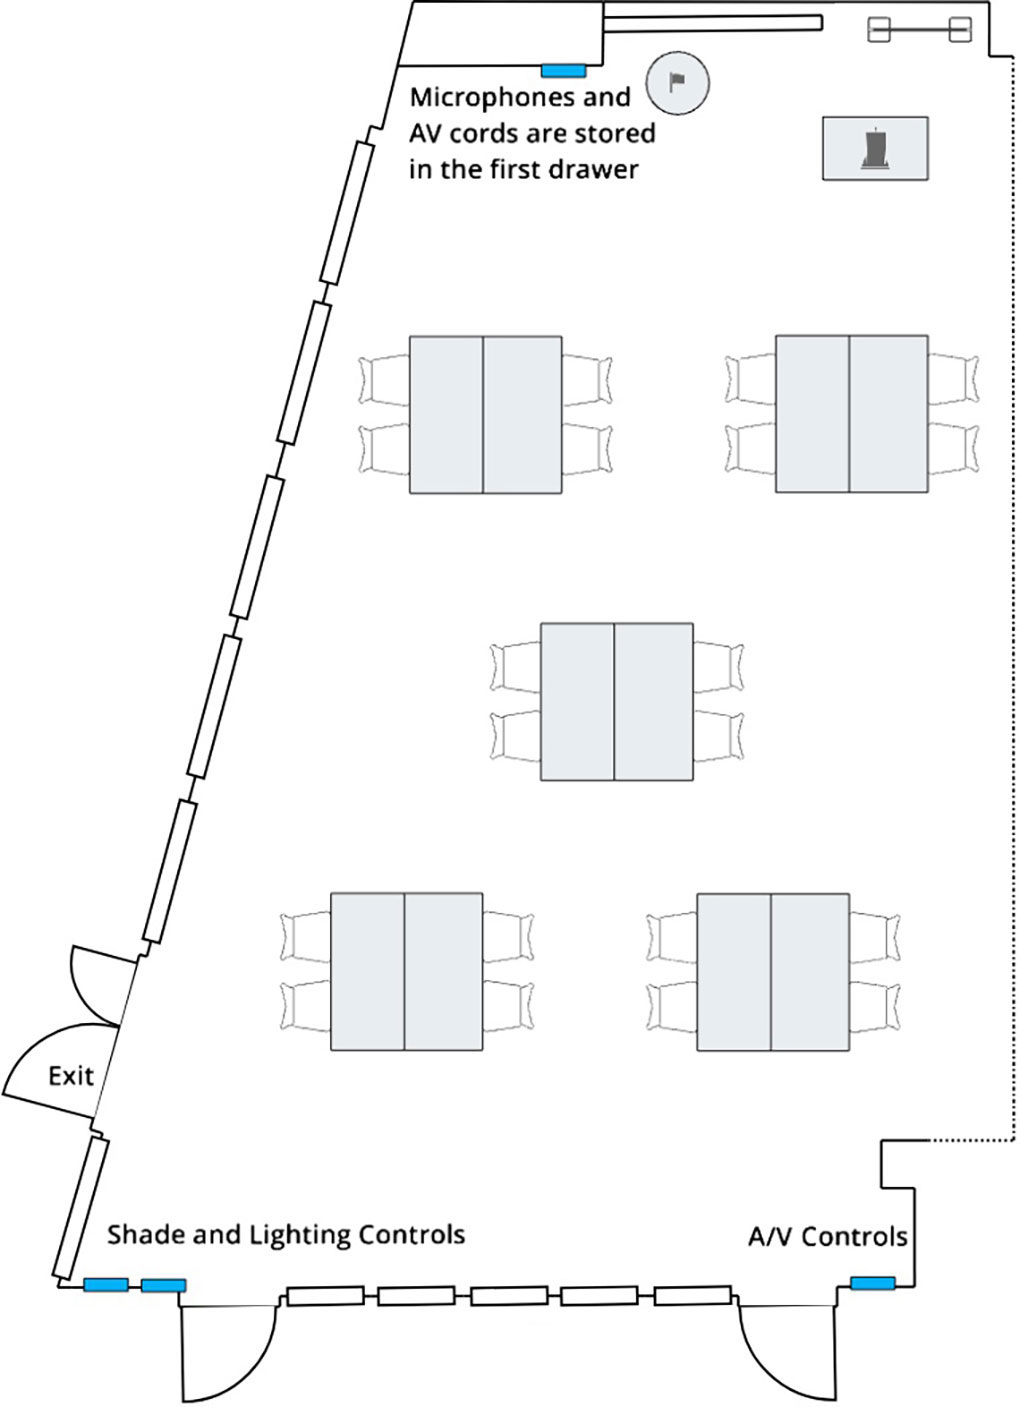 Microphones and
AV cords are stored
in the first drawer
Exit
Shade and Lighting Controls
A/V Controls